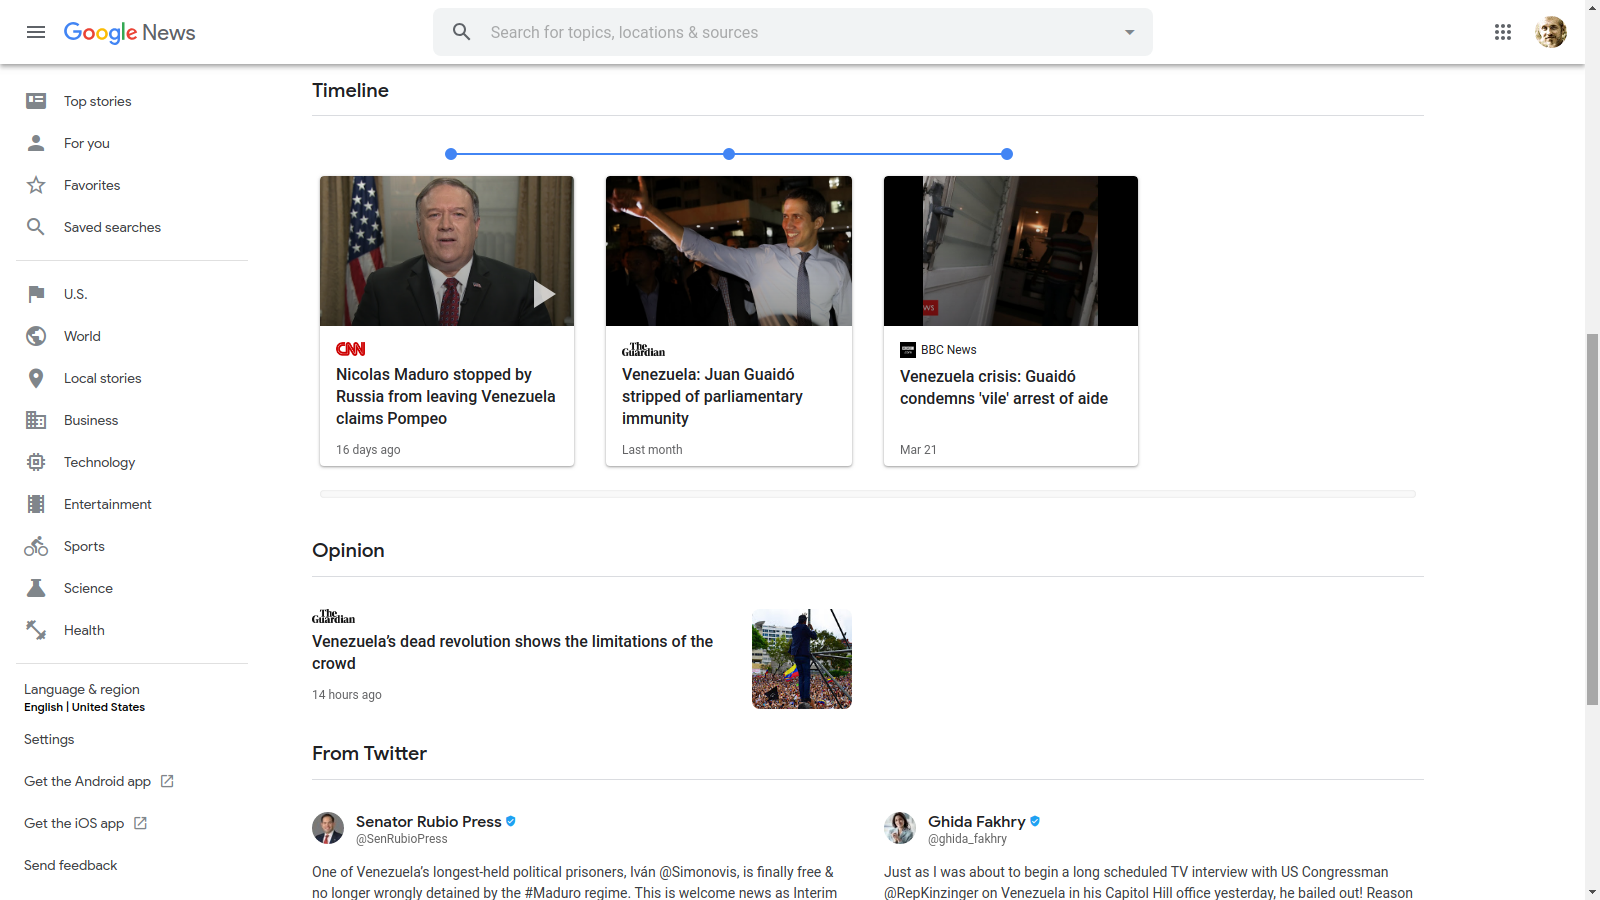 Google News
Search for topics, locations & sources
Top stories
For you
Favorites
Saved searches
U.S.
World
Local stories
Business
Technology
Entertainment
Sports
Science
Health
Language & region
English | United States
Settings
Get the Android app
Get the iOS app
Send feedback
Timeline
CNN
Nicolas Maduro stopped by
Russia from leaving Venezuela
claims Pompeo
16 days ago
The
Guardian
Venezuela: Juan Guaidó
stripped of parliamentary
immunity
Last month
WS
BBC News
Venezuela crisis: Guaidó
condemns 'vile' arrest of aide
Mar 21
Opinion
The
Guardian
Venezuela’s dead revolution shows the limitations of the
crowd
14 hours ago
From Twitter
Senator Rubio Press
@SenRubioPress
One of Venezuela’s longest-held political prisoners, Iván @Simonovis, is finally free &
no longer wrongly detained by the #Maduro regime. This is welcome news as Interim
Ghida Fakhry
@ghida_fakhry
Just as I was about to begin a long scheduled TV interview with US Congressman
@RepKinzinger on Venezuela in his Capitol Hill office yesterday, he bailed out! Reason